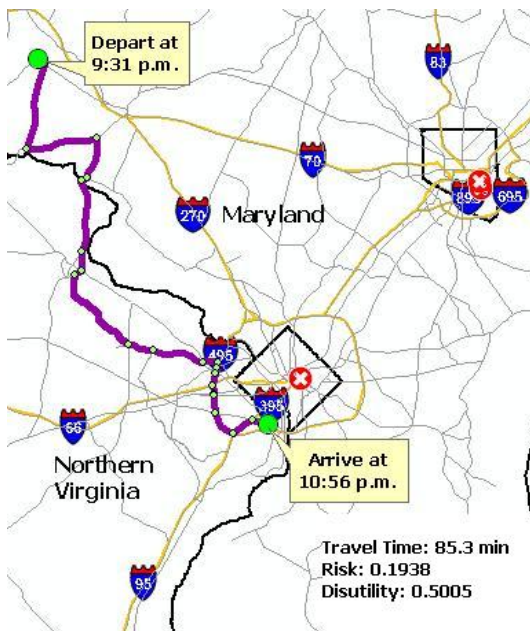 Depart at
9:31 p.m.
83
70
895
695
270
Maryland
495
395
66
Northern
Virginia
Arrive at
10:56 p.m.
95
Travel Time: 85.3 min
Risk: 0.1938
Disutility: 0.5005